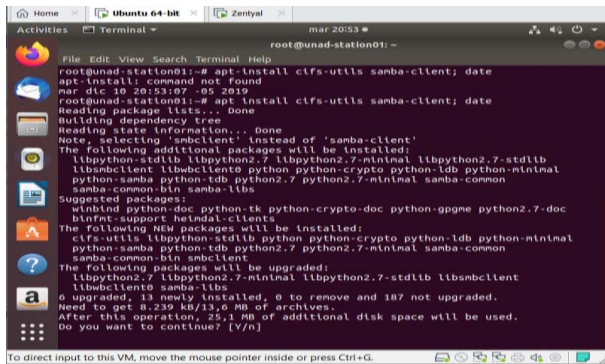 Home
Ubuntu 64-bit
Zentyal
Activities
Terminal
mar 20:53
root@unad-station01: ~
File Edit View Search Terminal Help
root@unad-station01:~# apt-install cifs-utils samba-client; date
apt-install: command not found
mar dic 10 20:53:07 -05 2019
root@unad-station01:~# apt install cifs-utils samba-client; date
Reading package lists... Done
Building dependency tree
Reading state information... Done
Note, selecting 'smbclient' instead of 'samba-client'
The following additional packages will be installed:
libpython-stdlib libpython2.7 libpython2.7-minimal libpython2.7-stdlib
libsmbclient libwbclient0 python python-crypto python-ldb python-minimal
python-samba python-tdb python2.7 python2.7-minimal samba-common
samba-common-bin samba-libs
Suggested packages:
winbind python-doc python-tk python-crypto-doc python-gpgme python2.7-doc
binfmt-support heimdal-clients
The following NEW packages will be installed:
cifs-utils libpython-stdlib python python-crypto python-ldb python-minimal
python-samba python-tdb python2.7 python2.7-minimal samba-common
samba-common-bin smbclient
The following packages will be upgraded:
libpython2.7 libpython2.7-minimal libpython2.7-stdlib libsmbclient
libwbclient0 samba-libs
6 upgraded, 13 newly installed, 0 to remove and 187 not upgraded.
Need to get 8.239 kB/13,6 MB of archives.
After this operation, 25,1 MB of additional disk space will be used.
Do you want to continue? [Y/n]
To direct input to this VM, move the mouse pointer inside or press Ctrl+G.